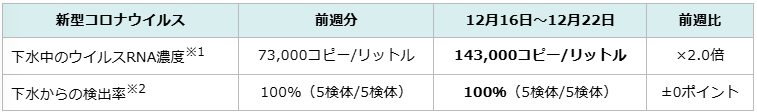 新型コロナウイルス 前週分 12月16日～12月22日 前週比
下水中のウイルスRNA濃度※1 73,000コピー/リットル 143,000コピー/リットル ×2.0倍
下水からの検出率※2 100%（5検体/5検体） 100%（5検体/5検体） ±0ポイント